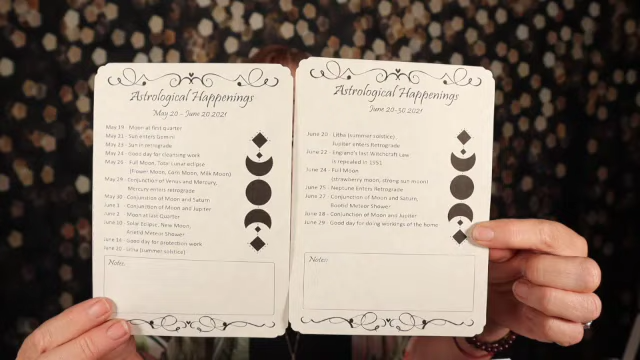 Astrological Happenings
May 20 - June 20 2021
May 19 - Moon at first quarter
May 21 - Sun enters Gemini
May 23 - Sun in retrograde
May 24 - Good day for cleansing work
May 26 - Full Moon, Total Lunar eclipse
(Flower Moon, Corn Moon, Milk Moon)
May 29 - Conjunction of Venus and Mercury,
Mercury enters retrograde
May 30 - Conjunction of Moon and Saturn
June 1 - Conjunction of Moon and Jupiter
June 2 - Moon at Last Quarter
June 10 - Solar Eclipse, New Moon,
Arietid Meteor Shower
June 14 - Good day for protection work
June 20 - Litha (summer solstice)
Notes:
Astrological Happenings
June 20-30 2021
June 20 - Litha (summer solstice)
Jupiter enters Retrograde
June 22 - England's last Witchcraft Law
is repealed in 1951
June 24 - Full Moon
(strawberry moon, strong sun moon)
June 25 - Neptune Enters Retrograde
June 27 - Conjunction of Moon and Saturn,
Bootid Meteor Shower
June 28 - Conjunction of Moon and Jupiter
June 29 - Good day for doing workings of the home
Notes: